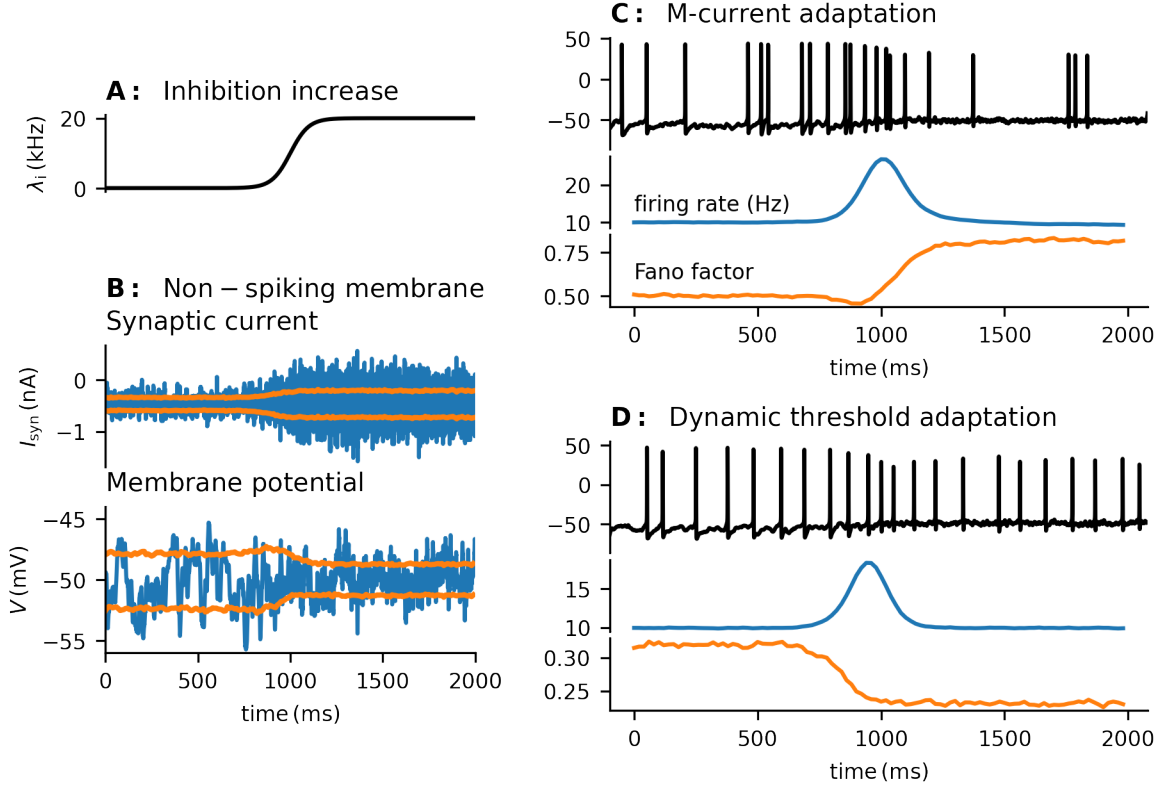 A: Inhibition increase
λi (kHz)
20
0
B: Non – spiking membrane
Synaptic current
Isyn (nA)
0
−1
Membrane potential
V (mV)
−45
−50
−55
0 500 1000 1500 2000
time (ms)
C: M-current adaptation
50
0
−50
20
firing rate (Hz)
10
0.75
Fano factor
0.50
0 500 1000 1500 2000
time (ms)
D: Dynamic threshold adaptation
50
0
−50
15
10
0.30
0.25
0 500 1000 1500 2000
time (ms)